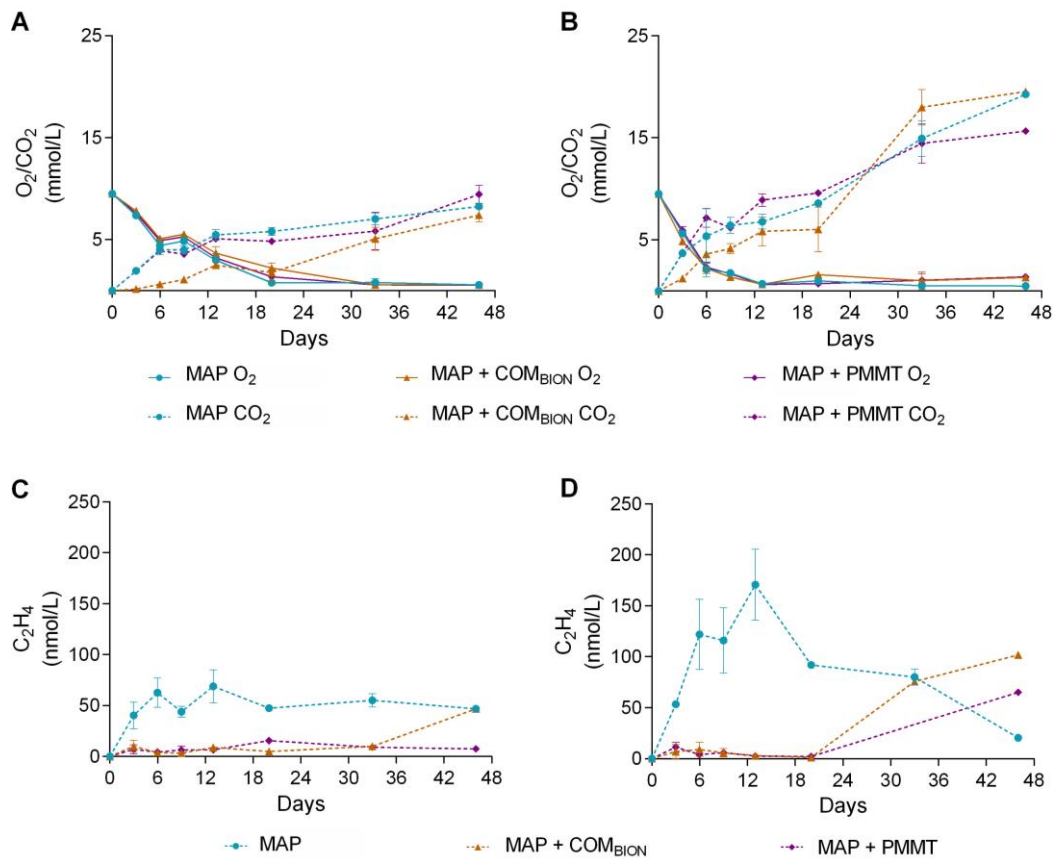 A
B
25
15
5
O2/CO2
(mmol/L)
0 6 12 18 24 30 36 42 48
Days
25
15
5
O2/CO2
(mmol/L)
0 6 12 18 24 30 36 42 48
Days
MAP O2 MAP + COMBION O2 MAP + PMMT O2
MAP CO2 MAP + COMBION CO2 MAP + PMMT CO2
C
D
250
200
150
100
50
0
C2H4
(nmol/L)
0 6 12 18 24 30 36 42 48
Days
250
200
150
100
50
0
C2H4
(nmol/L)
0 6 12 18 24 30 36 42 48
Days
MAP MAP + COMBION MAP + PMMT